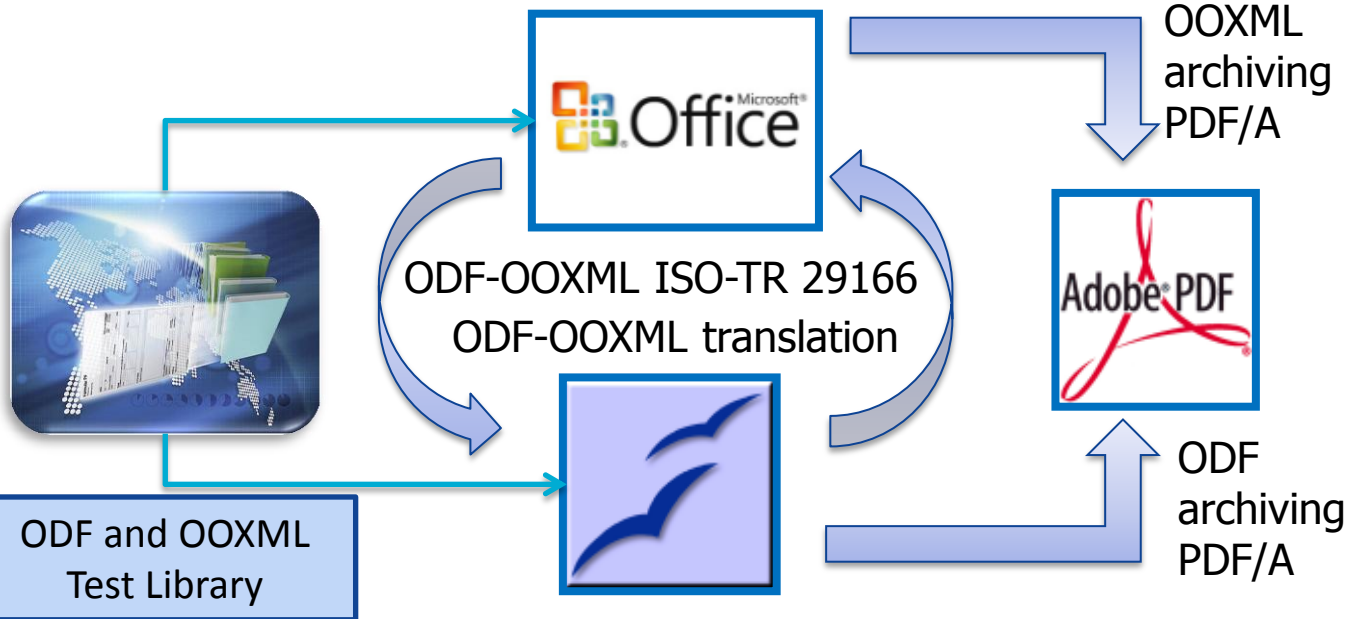 Microsoft®
Office
OOXML
archiving
PDF/A
ODF-OOXML ISO-TR 29166
ODF-OOXML translation
Adobe® PDF
ODF
archiving
PDF/A
ODF and OOXML
Test Library